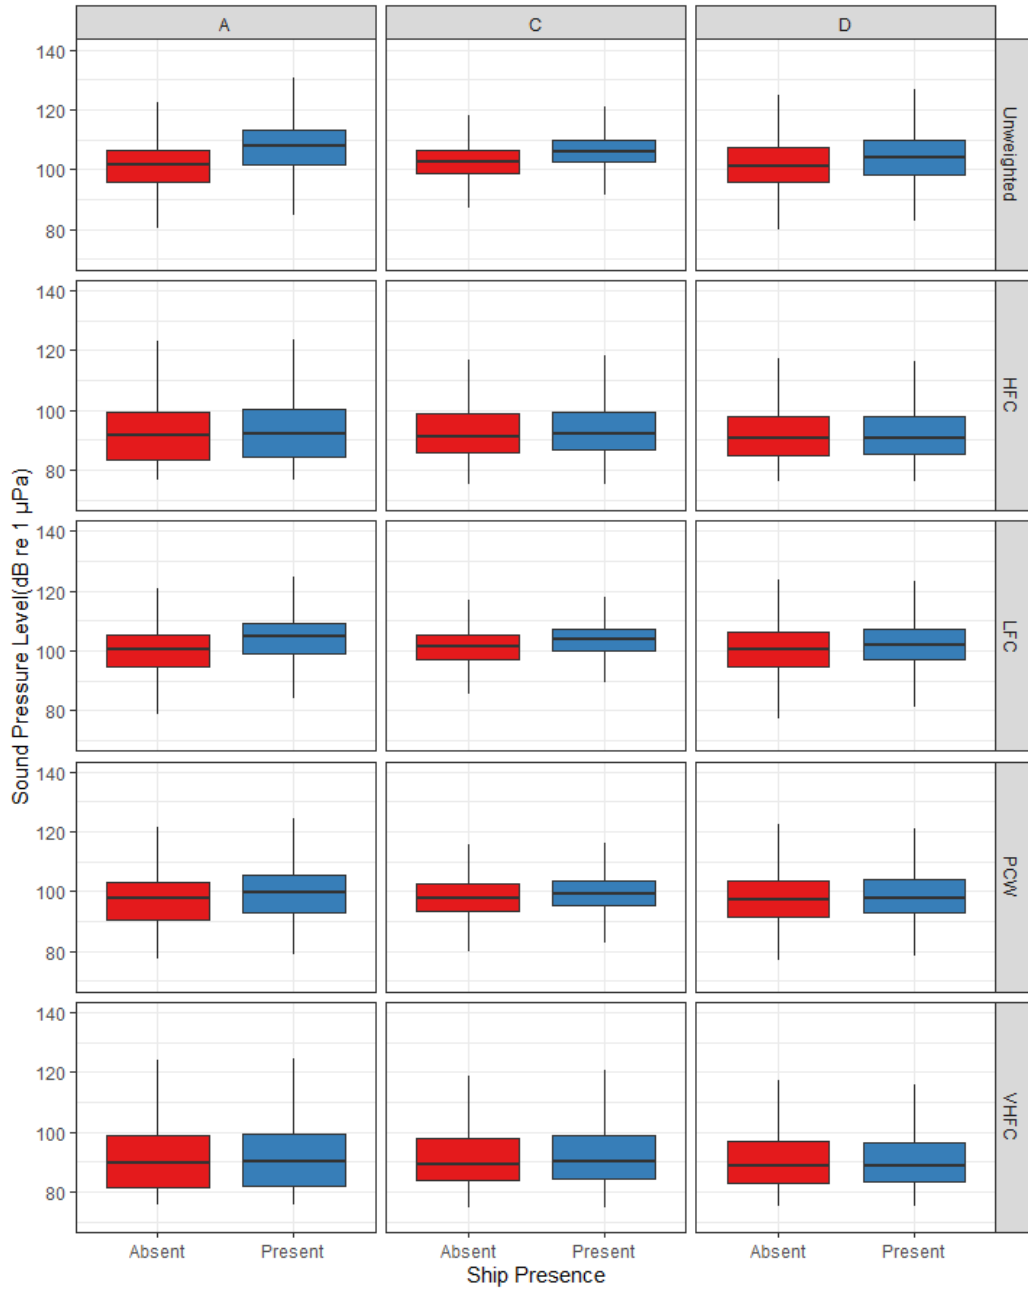 A C D
140
120
100
80
Unweighted
140
120
100
80
HFC
140
120
100
80
LFC
140
120
100
80
PCW
140
120
100
80
VHFC
Sound Pressure Level(dB re 1 µPa)
Absent Present Absent Present Absent Present
Ship Presence